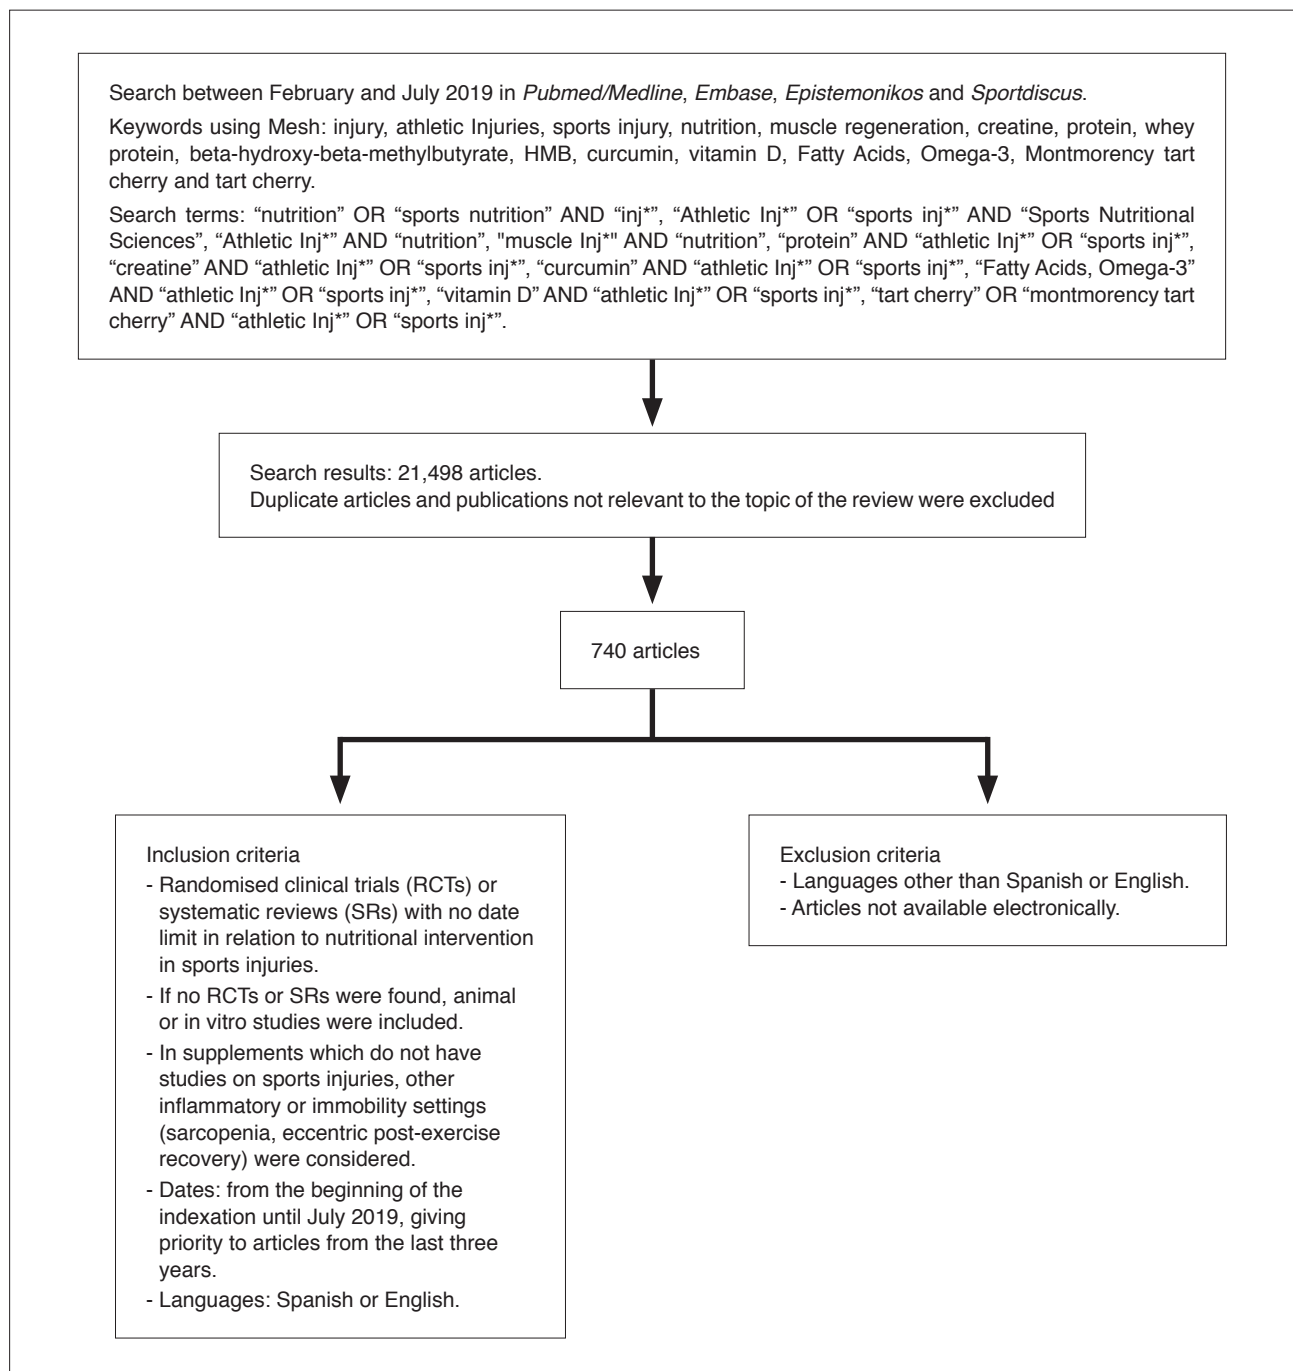 Search between February and July 2019 in Pubmed/Medline, Embase, Epistemonikos and Sportdiscus.
Keywords using Mesh: injury, athletic Injuries, sports injury, nutrition, muscle regeneration, creatine, protein, whey
protein, beta-hydroxy-beta-methylbutyrate, HMB, curcumin, vitamin D, Fatty Acids, Omega-3, Montmorency tart
cherry and tart cherry.
Search terms: “nutrition” OR “sports nutrition” AND “inj*”, “Athletic Inj*” OR “sports inj*” AND “Sports Nutritional
Sciences”, “Athletic Inj*” AND “nutrition”, "muscle Inj*" AND “nutrition”, “protein” AND “athletic Inj*” OR “sports inj*”,
“creatine” AND “athletic Inj*” OR “sports inj*”, “curcumin” AND “athletic Inj*” OR “sports inj*”, “Fatty Acids, Omega-3”
AND “athletic Inj*” OR “sports inj*”, “vitamin D” AND “athletic Inj*” OR “sports inj*”, “tart cherry” OR “montmorency tart
cherry” AND “athletic Inj*” OR “sports inj*”.
Search results: 21,498 articles.
Duplicate articles and publications not relevant to the topic of the review were excluded
740 articles
Inclusion criteria
- Randomised clinical trials (RCTs) or
systematic reviews (SRs) with no date
limit in relation to nutritional intervention
in sports injuries.
- If no RCTs or SRs were found, animal
or in vitro studies were included.
- In supplements which do not have
studies on sports injuries, other
inflammatory or immobility settings
(sarcopenia, eccentric post-exercise
recovery) were considered.
- Dates: from the beginning of the
indexation until July 2019, giving
priority to articles from the last three
years.
- Languages: Spanish or English.
Exclusion criteria
- Languages other than Spanish or English.
- Articles not available electronically.